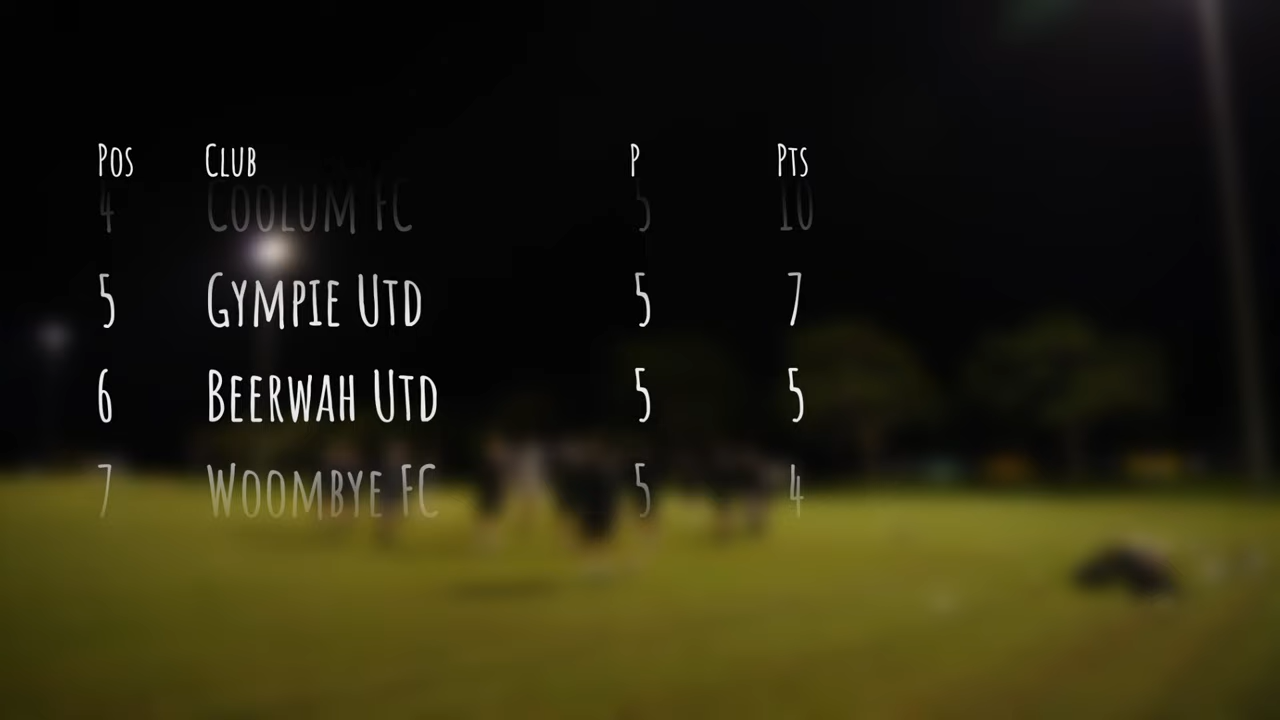 Pos Club P Pts
4 Coolum FC 5 10
5 Gympie Utd 5 7
6 Beerwah Utd 5 5
7 Woombye FC 5 4